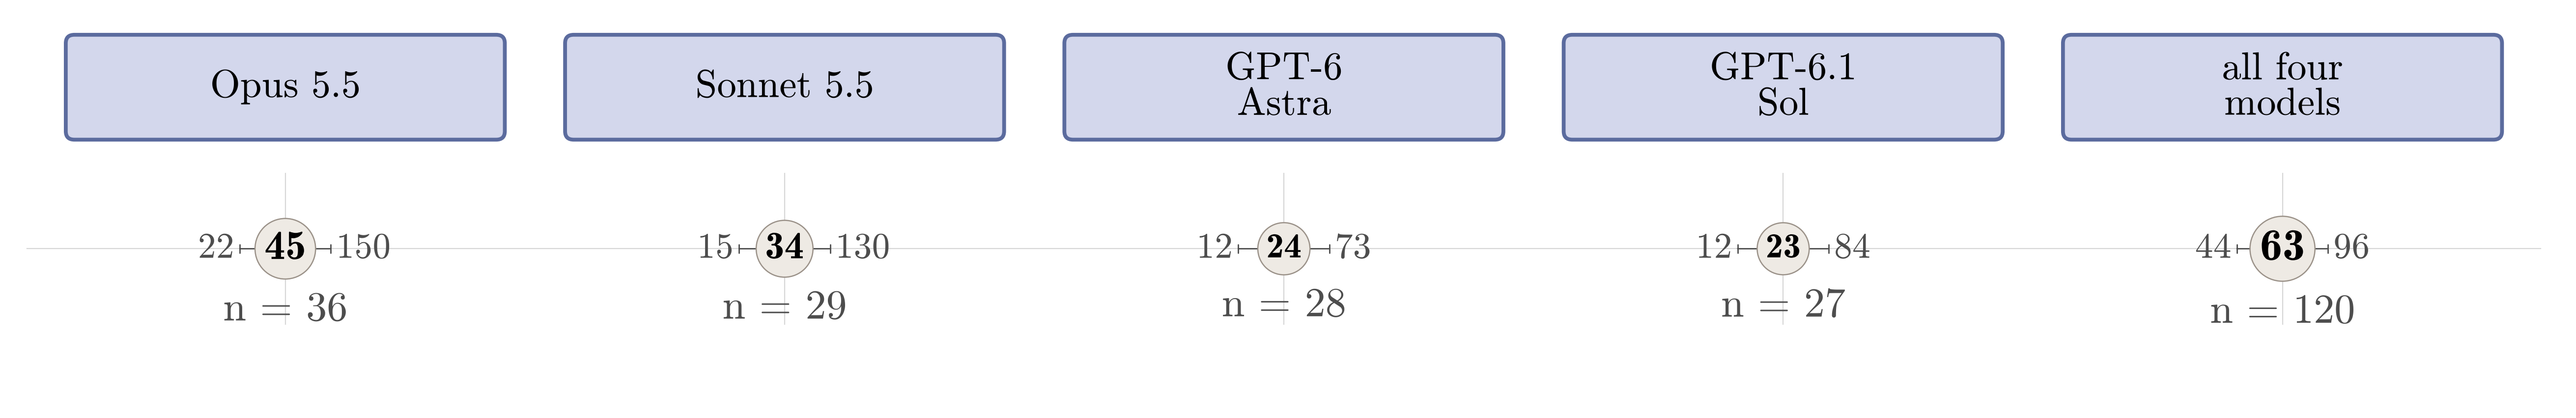 Opus 5.5
Sonnet 5.5
GPT-6
Astra
GPT-6.1
Sol
all four
models
22 45 150
n = 36
15 34 130
n = 29
12 24 73
n = 28
12 23 84
n = 27
44 63 96
n = 120